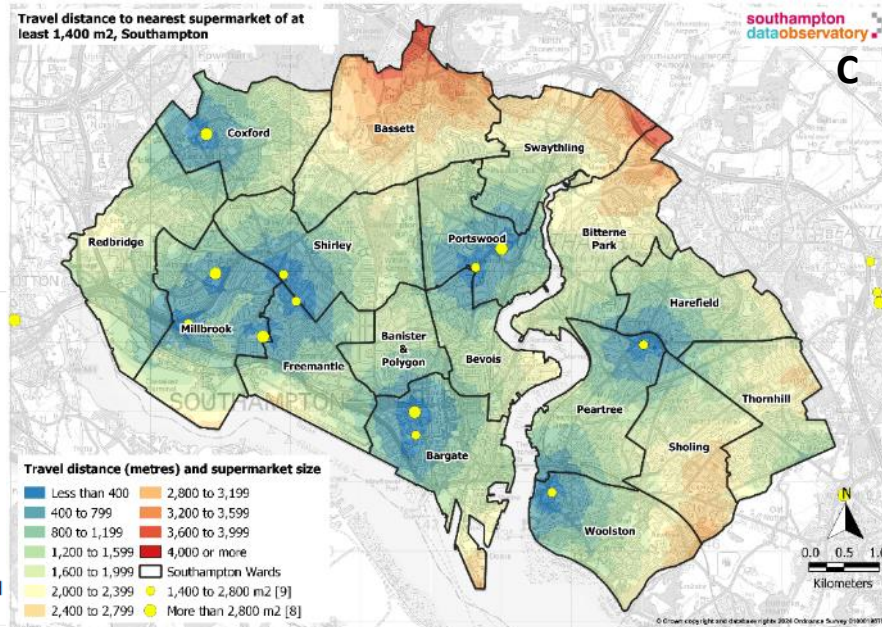 Travel distance to nearest supermarket of at
least 1,400 m2, Southampton
southampton
dataobservatory
C
Coxford
Bassett
Swaythling
Redbridge
Shirley
Portswood
Bitterne
Park
Harefield
Millbrook
Freemantle
Banister
&
Polygon
Bevois
Thornhill
Peartree
SOUTHAMPTON
Sholing
Bargate
Woolston
Travel distance (metres) and supermarket size
Less than 400
400 to 799
800 to 1,199
1,200 to 1,599
1,600 to 1,999
2,000 to 2,399
2,400 to 2,799
2,800 to 3,199
3,200 to 3,599
3,600 to 3,999
4,000 or more
Southampton Wards
1,400 to 2,800 m2 [9]
More than 2,800 m2 [8]
N
0.0 0.5 1.0
Kilometers